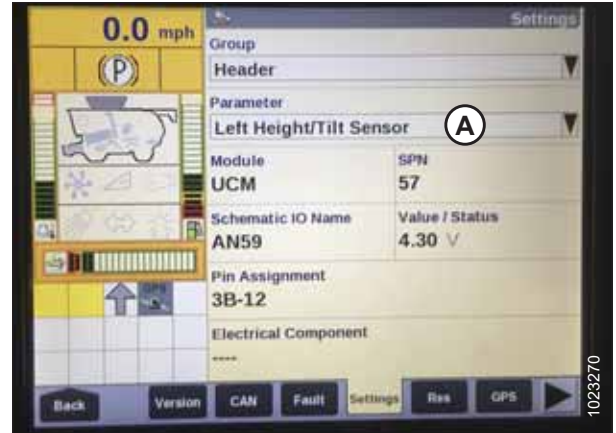 0.0 mph
Settings
(P)
Group
Header
Parameter
Left Height/Tilt Sensor
A
Module
SPN
UCM
57
Schematic IO Name
Value / Status
AN59
4.30 V
Pin Assignment
3B-12
Electrical Component
----
GPS
Back
Version
CAN
Fault
Settings
Res
GPS
1023270